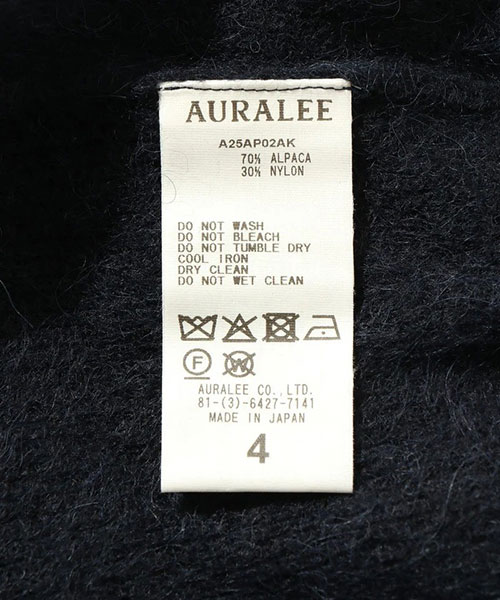 AURALEE
A25AP02AK
70% ALPACA
30% NYLON
DO NOT WASH
DO NOT BLEACH
DO NOT TUMBLE DRY
COOL IRON
DRY CLEAN
DO NOT WET CLEAN
F W
AURALEE CO.,LTD.
81-(3)-6427-7141
MADE IN JAPAN
4